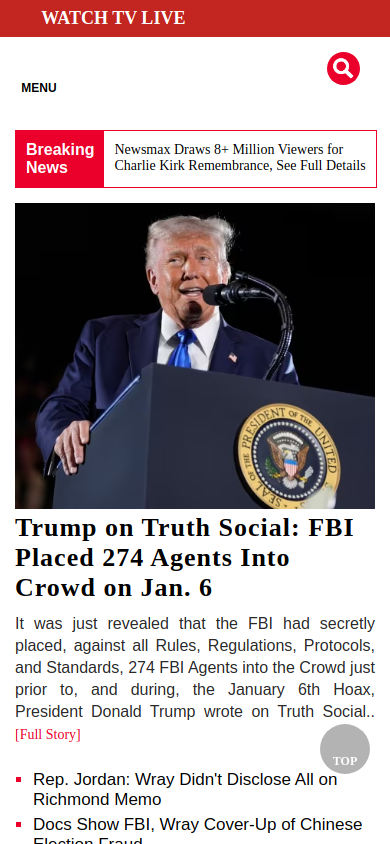 WATCH TV LIVE
MENU
Breaking
News
Newsmax Draws 8+ Million Viewers for
Charlie Kirk Remembrance, See Full Details
SEAL OF THE PRESIDENT OF THE UNITED
Trump on Truth Social: FBI
Placed 274 Agents Into
Crowd on Jan. 6
It was just revealed that the FBI had secretly
placed, against all Rules, Regulations, Protocols,
and Standards, 274 FBI Agents into the Crowd just
prior to, and during, the January 6th Hoax,
President Donald Trump wrote on Truth Social..
[Full Story]
TOP
Rep. Jordan: Wray Didn't Disclose All on
Richmond Memo
Docs Show FBI, Wray Cover-Up of Chinese
Election Fraud